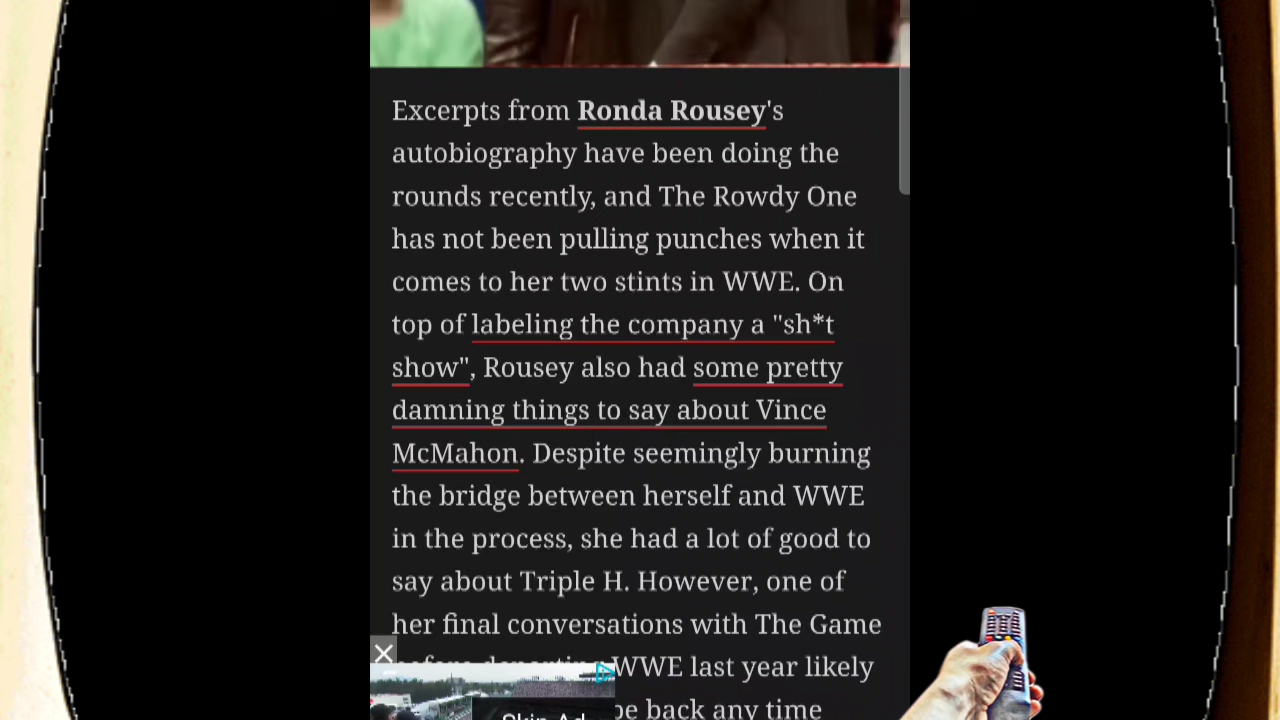 Excerpts from Ronda Rousey's
autobiography have been doing the
rounds recently, and The Rowdy One
has not been pulling punches when it
comes to her two stints in WWE. On
top of labeling the company a "sh*t
show", Rousey also had some pretty
damning things to say about Vince
McMahon. Despite seemingly burning
the bridge between herself and WWE
in the process, she had a lot of good to
say about Triple H. However, one of
her final conversations with The Game
WWE last year likely
be back any time
Skip Ad